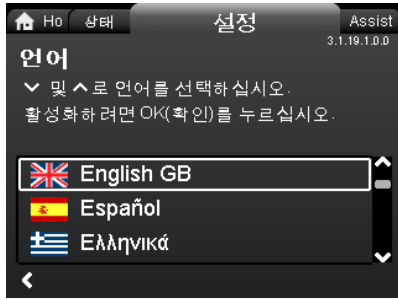 Ho 상태 설정 Assist
3.1.19.1.0.0
언어
및 로 언어를 선택하십시오.
활성화하려면 OK(확인)를 누르십시오.
English GB
Español
Ελληνικά